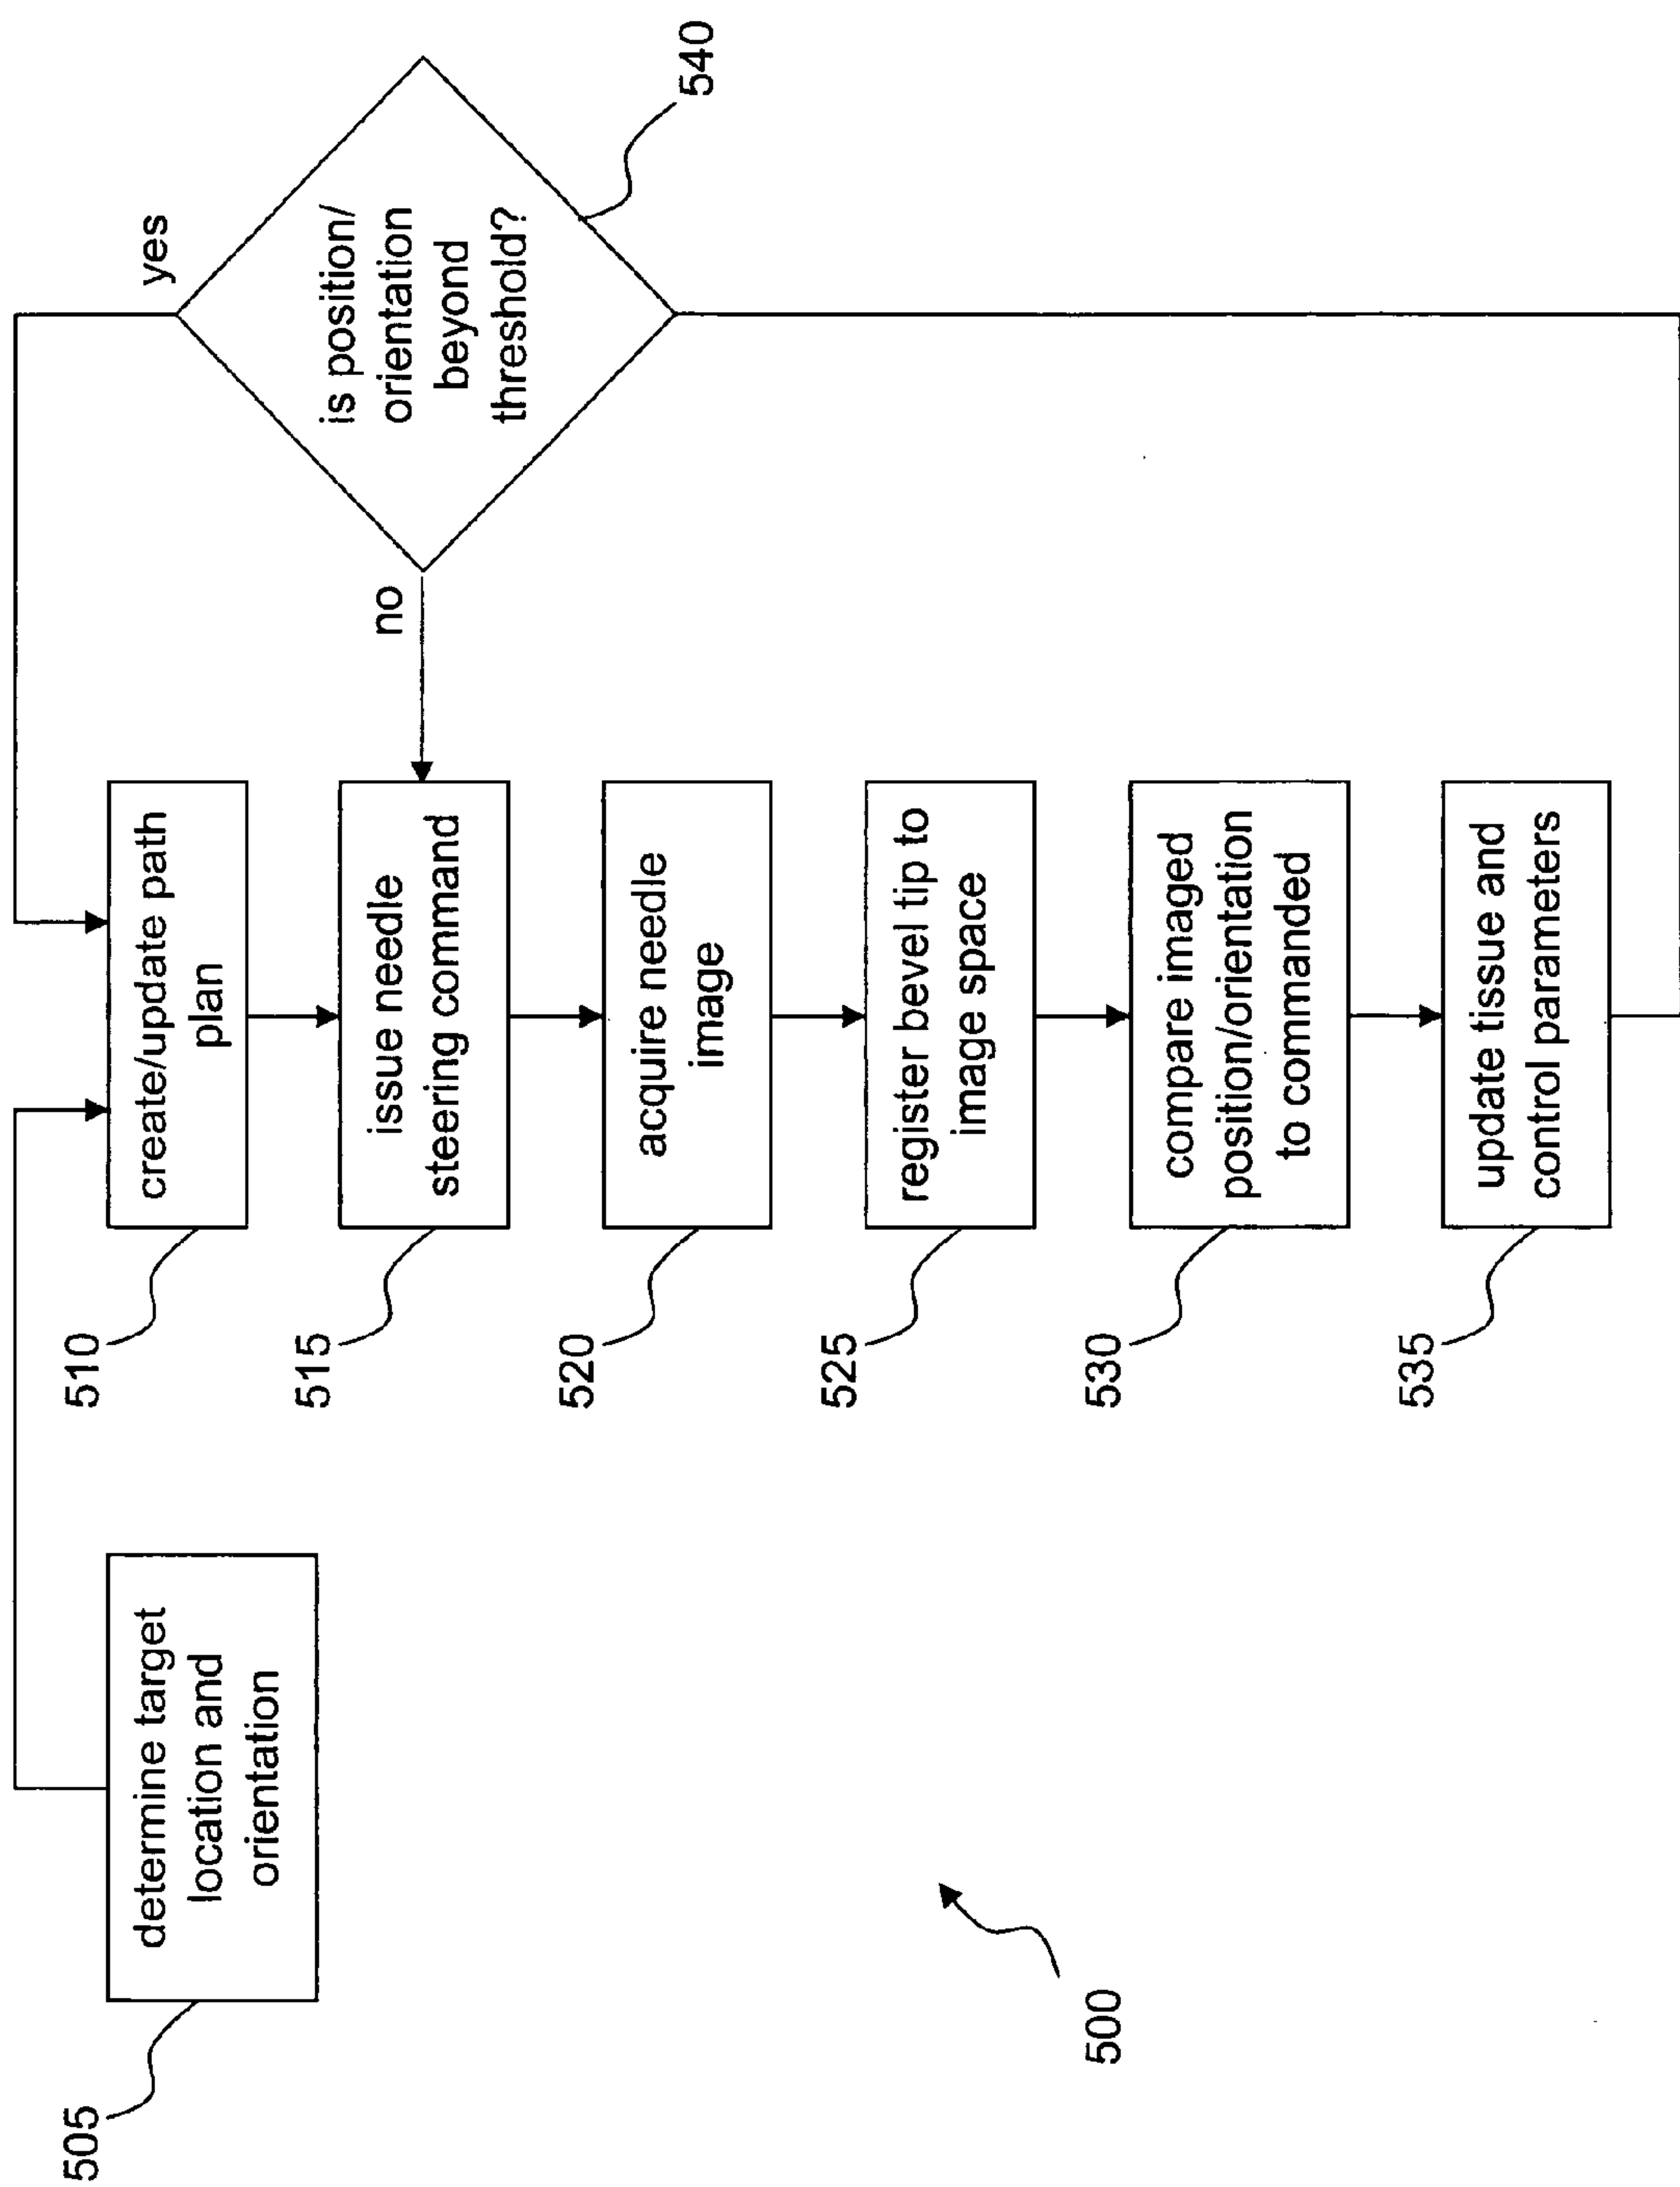 505
determine target
location and
orientation
510
create/update path
plan
515
issue needle
steering command
520
acquire needle
image
525
register bevel tip to
image space
530
compare imaged
position/orientation
to commanded
535
update tissue and
control parameters
540
is position/
orientation
beyond
threshold?
yes
no
500